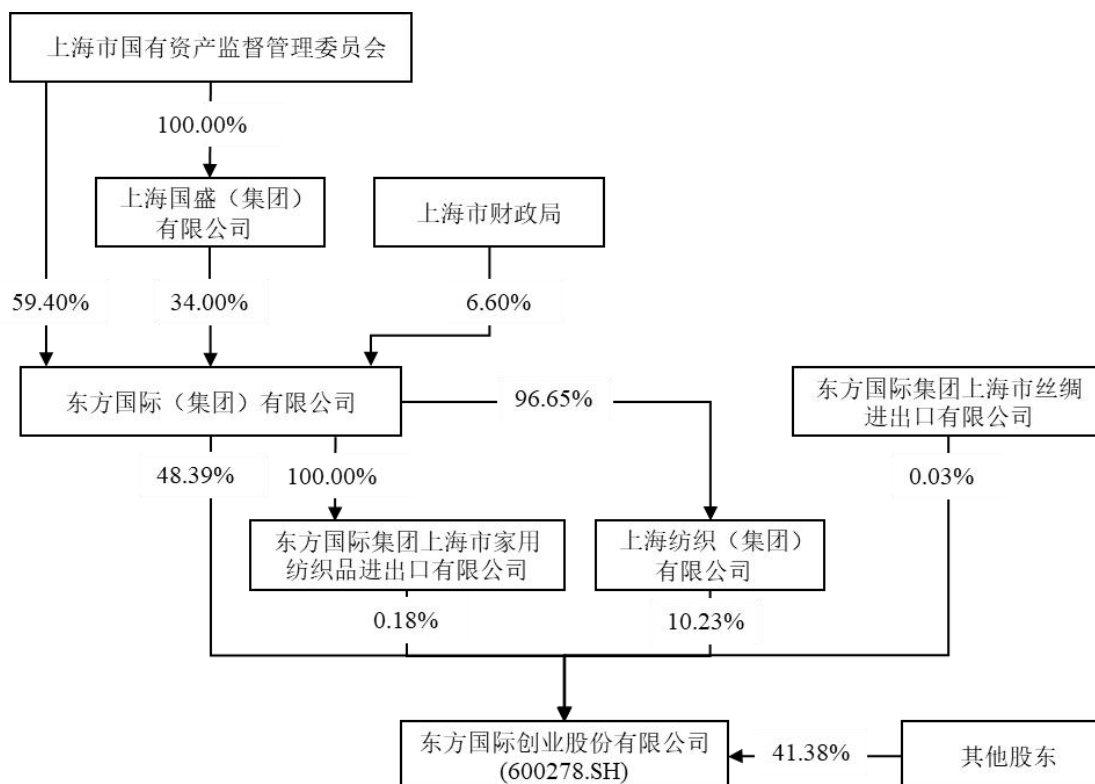 上海市国有资产监督管理委员会
100.00%
上海国盛（集团）
有限公司
上海市财政局
59.40%
34.00%
6.60%
东方国际（集团）有限公司
96.65%
东方国际集团上海市丝绸
进出口有限公司
48.39%
100.00%
0.03%
东方国际集团上海市家用
纺织品进出口有限公司
上海纺织（集团）
有限公司
0.18%
10.23%
东方国际创业股份有限公司
(600278.SH)
41.38%
其他股东